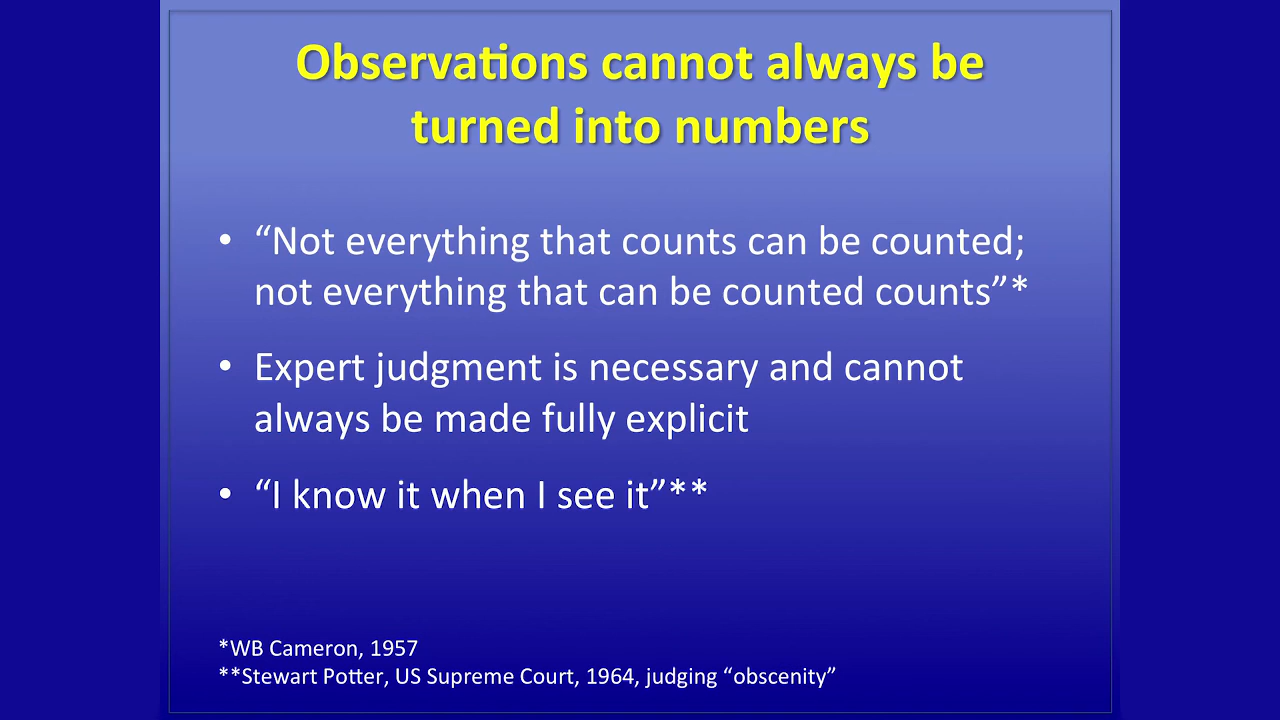 Observations cannot always be
turned into numbers
• “Not everything that counts can be counted;
not everything that can be counted counts”*
• Expert judgment is necessary and cannot
always be made fully explicit
• “I know it when I see it”**
*WB Cameron, 1957
**Stewart Potter, US Supreme Court, 1964, judging “obscenity”